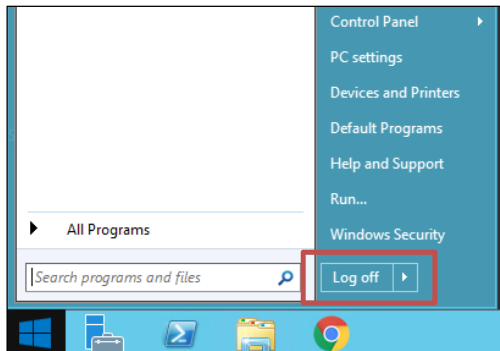 Control Panel
PC settings
Devices and Printers
Default Programs
Help and Support
Run...
All Programs
Windows Security
Search programs and files
Log off